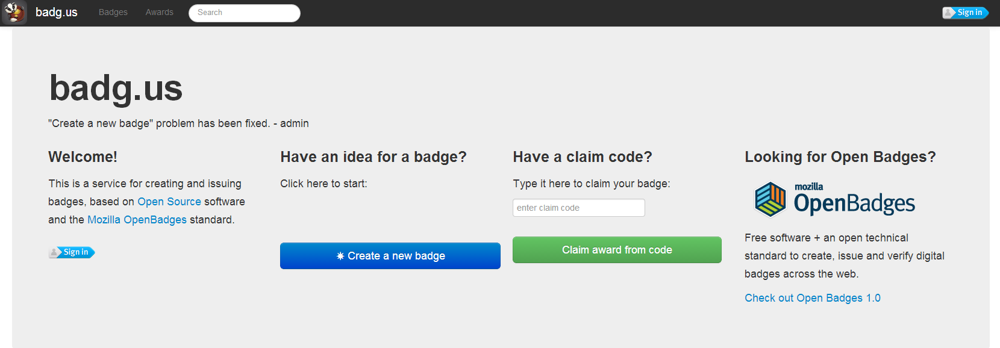 badg.us Badges Awards Search Sign in
badg.us
"Create a new badge" problem has been fixed. - admin
Welcome!
This is a service for creating and issuing
badges, based on Open Source software
and the Mozilla OpenBadges standard.
Sign in
Have an idea for a badge?
Click here to start:
Create a new badge
Have a claim code?
Type it here to claim your badge:
enter claim code
Claim award from code
Looking for Open Badges?
mozilla
OpenBadges
Free software + an open technical
standard to create, issue and verify digital
badges across the web.
Check out Open Badges 1.0